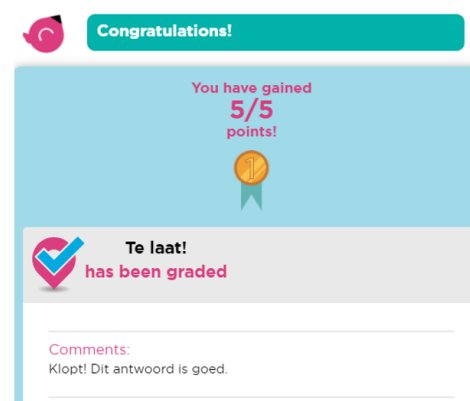 Congratulations!
You have gained
5/5
points!
1
Te laat!
has been graded
Comments:
Klopt! Dit antwoord is goed.